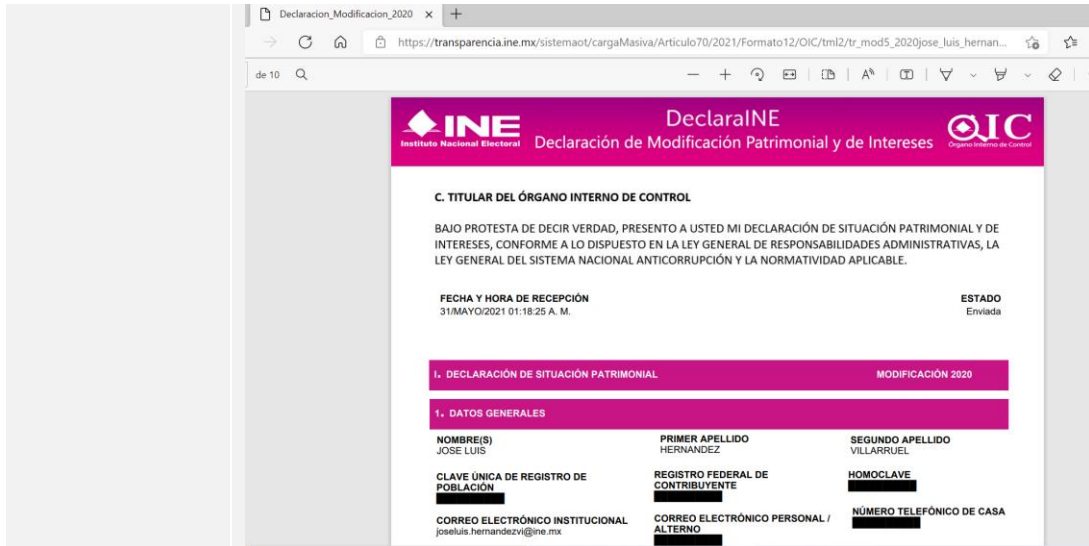 Declaracion_Modificacion_2020
https://transparencia.ine.mx/sistemaot/cargaMasiva/Articulo70/2021/Formato12/OIC/tml2/tr_mod5_2020jose_luis_hernan...
de 10
INE
Instituto Nacional Electoral
DeclaraINE
Declaración de Modificación Patrimonial y de Intereses
OIC
Órgano Interno de Control
C. TITULAR DEL ÓRGANO INTERNO DE CONTROL
BAJO PROTESTA DE DECIR VERDAD, PRESENTO A USTED MI DECLARACIÓN DE SITUACIÓN PATRIMONIAL Y DE
INTERESES, CONFORME A LO DISPUESTO EN LA LEY GENERAL DE RESPONSABILIDADES ADMINISTRATIVAS, LA
LEY GENERAL DEL SISTEMA NACIONAL ANTICORRUPCIÓN Y LA NORMATIVIDAD APLICABLE.
FECHA Y HORA DE RECEPCIÓN ESTADO
31/MAYO/2021 01:18:25 A. M. Enviada
I. DECLARACIÓN DE SITUACIÓN PATRIMONIAL MODIFICACIÓN 2020
1. DATOS GENERALES
NOMBRE(S) PRIMER APELLIDO SEGUNDO APELLIDO
JOSE LUIS HERNANDEZ VILLARRUEL
CLAVE ÚNICA DE REGISTRO DE POBLACIÓN
REGISTRO FEDERAL DE CONTRIBUYENTE
HOMOCLAVE
CORREO ELECTRÓNICO INSTITUCIONAL
joseluis.hernandezvi@ine.mx
CORREO ELECTRÓNICO PERSONAL /
ALTERNO
NÚMERO TELEFÓNICO DE CASA